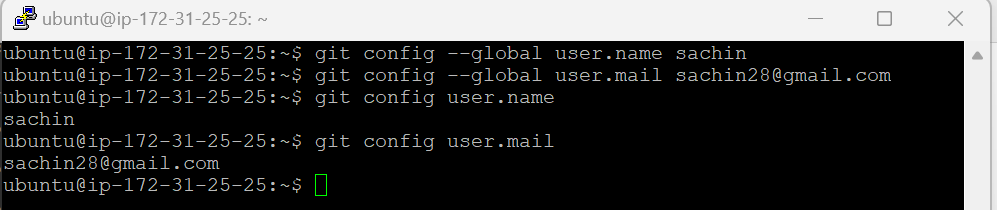 ubuntu@ip-172-31-25-25: ~
ubuntu@ip-172-31-25-25:~$ git config --global user.name sachin
ubuntu@ip-172-31-25-25:~$ git config --global user.mail sachin28@gmail.com
ubuntu@ip-172-31-25-25:~$ git config user.name
sachin
ubuntu@ip-172-31-25-25:~$ git config user.mail
sachin28@gmail.com
ubuntu@ip-172-31-25-25:~$